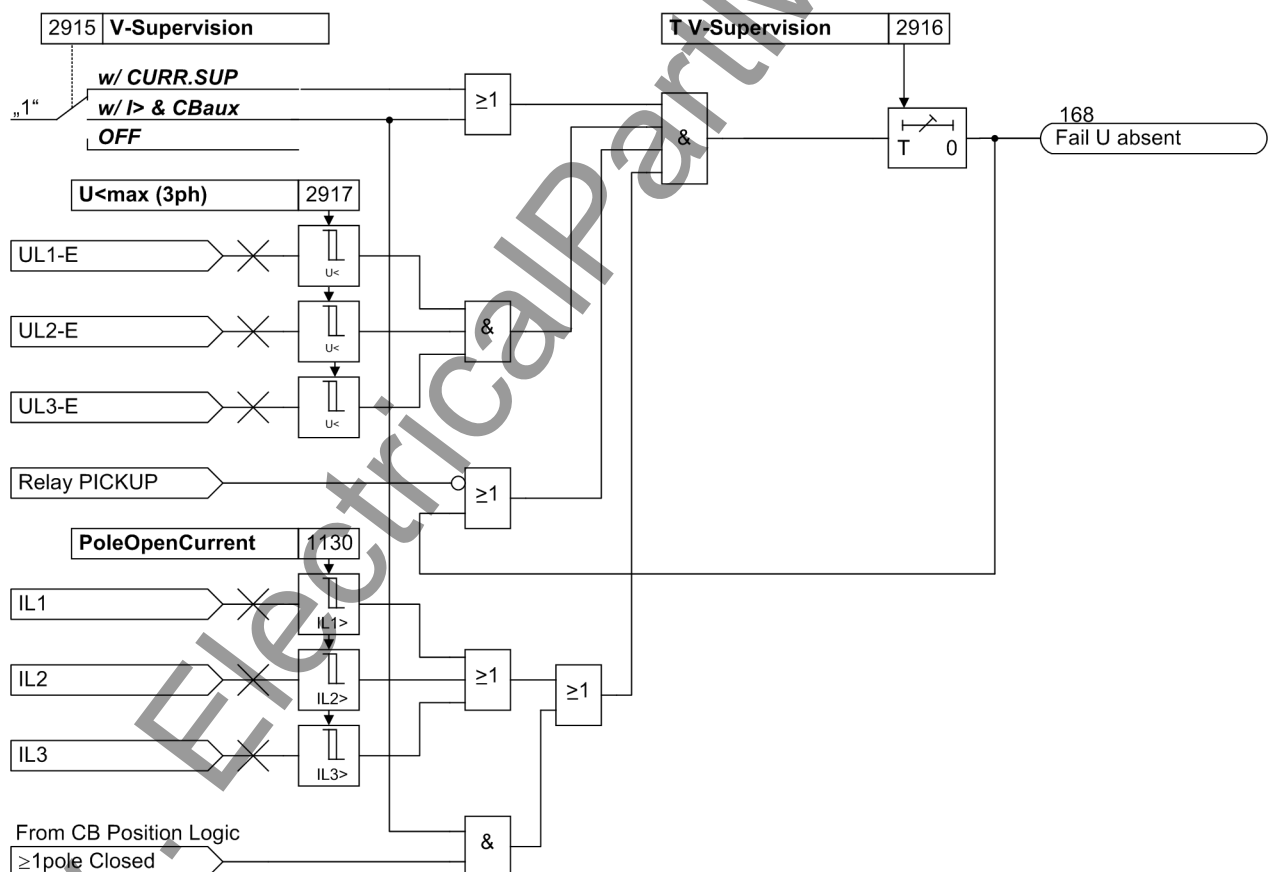 2915 V-Supervision
T V-Supervision 2916
w/ CURR.SUP
„1“
w/ I> & CBaux
≥1
OFF
&
T 0
168
Fail U absent
U<max (3ph) 2917
UL1-E
U<
UL2-E
U<
&
UL3-E
U<
Relay PICKUP
≥1
PoleOpenCurrent 1130
IL1
IL1>
IL2
IL2>
≥1
≥1
IL3
IL3>
From CB Position Logic
≥1pole Closed
&
ElectricalPart